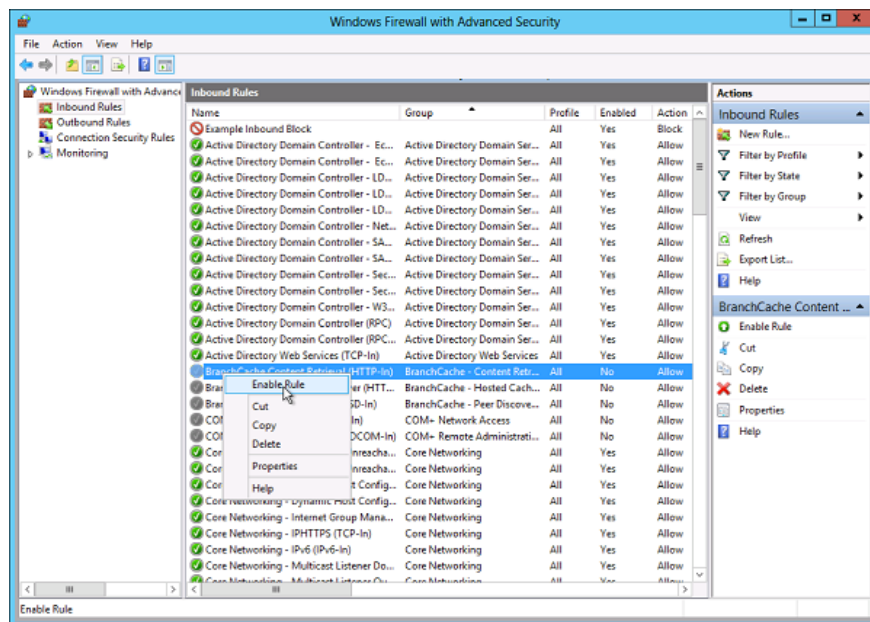 Windows Firewall with Advanced Security
File Action View Help
Windows Firewall with Advance
Inbound Rules
Outbound Rules
Connection Security Rules
Monitoring
Inbound Rules
Name Group Profile Enabled Action
Example Inbound Block All Yes Block
Active Directory Domain Controller - Ec... Active Directory Domain Ser... All Yes Allow
Active Directory Domain Controller - Ec... Active Directory Domain Ser... All Yes Allow
Active Directory Domain Controller - LD... Active Directory Domain Ser... All Yes Allow
Active Directory Domain Controller - LD... Active Directory Domain Ser... All Yes Allow
Active Directory Domain Controller - LD... Active Directory Domain Ser... All Yes Allow
Active Directory Domain Controller - Net... Active Directory Domain Ser... All Yes Allow
Active Directory Domain Controller - SA... Active Directory Domain Ser... All Yes Allow
Active Directory Domain Controller - SA... Active Directory Domain Ser... All Yes Allow
Active Directory Domain Controller - Sec... Active Directory Domain Ser... All Yes Allow
Active Directory Domain Controller - Sec... Active Directory Domain Ser... All Yes Allow
Active Directory Domain Controller - W3... Active Directory Domain Ser... All Yes Allow
Active Directory Domain Controller (RPC) Active Directory Domain Ser... All Yes Allow
Active Directory Domain Controller (RPC... Active Directory Domain Ser... All Yes Allow
Active Directory Web Services (TCP-In) Active Directory Web Services All Yes Allow
BranchCache Content Retrieval (HTTP-In) BranchCache - Content Retr... All No Allow
Bra er (HTT... BranchCache - Hosted Cach... All No Allow
Bra SD-In) BranchCache - Peer Discove... All No Allow
COM In) COM+ Network Access All No Allow
COM DCOM-In) COM+ Remote Administrati... All No Allow
Cor nreacha... Core Networking All Yes Allow
Cor nreacha... Core Networking All Yes Allow
Cor t Config... Core Networking All Yes Allow
Core Networking - Dynamic Host Config... Core Networking All Yes Allow
Core Networking - Internet Group Mana... Core Networking All Yes Allow
Core Networking - IPHTTPS (TCP-In) Core Networking All Yes Allow
Core Networking - IPv6 (IPv6-In) Core Networking All Yes Allow
Core Networking - Multicast Listener Do... Core Networking All Yes Allow
Core Networking - Multicast Listener Qu... Core Networking All Yes Allow
Enable Rule
Cut
Copy
Delete
Properties
Help
Actions
Inbound Rules
New Rule...
Filter by Profile
Filter by State
Filter by Group
View
Refresh
Export List...
Help
BranchCache Content ...
Enable Rule
Cut
Copy
Delete
Properties
Help
Enable Rule